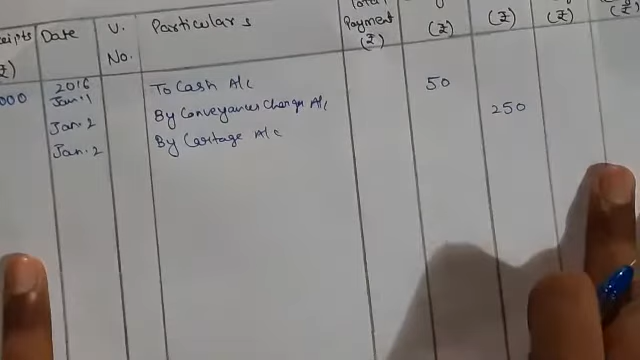 eipts Date V. No. Particulars Total Payment (₹) (₹) (₹) (₹) (₹)
₹)
000 2016 Jan.1 To Cash A/c
Jan.2 By Conveyances Charges A/c 50
Jan.2 By Cartage A/c 250